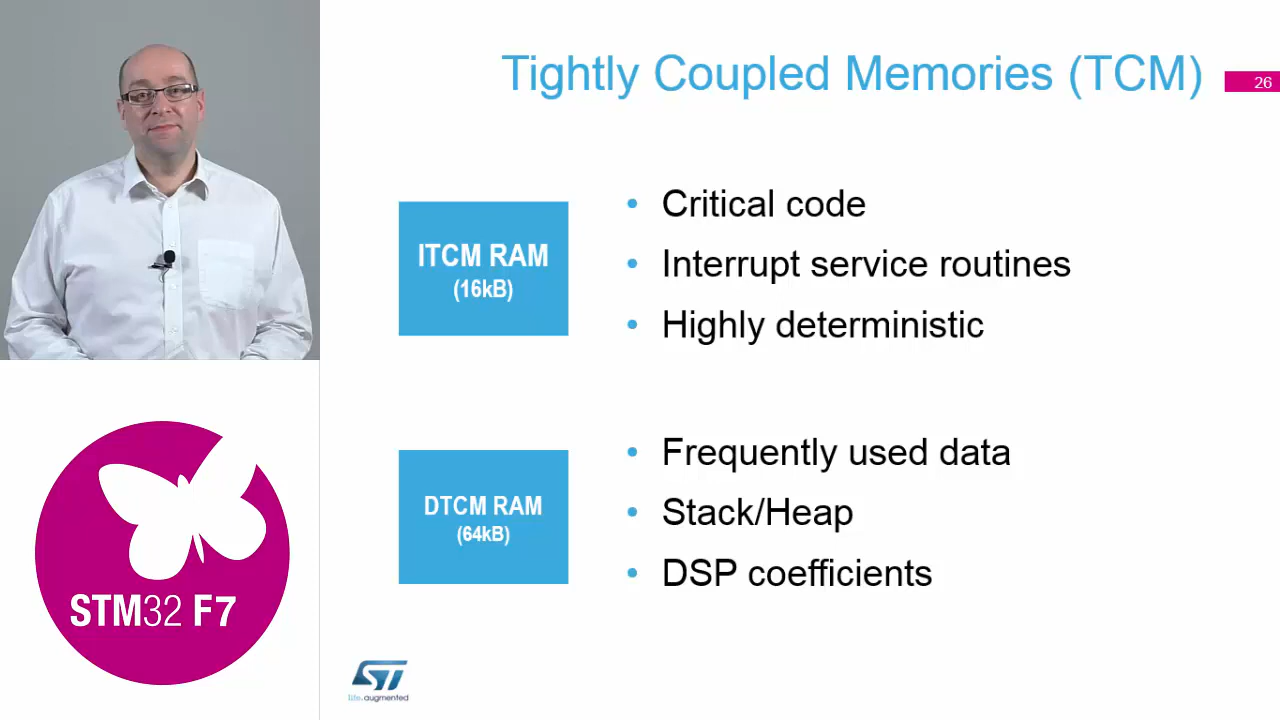 Tightly Coupled Memories (TCM)
26
ITCM RAM
(16kB)
• Critical code
• Interrupt service routines
• Highly deterministic
DTCM RAM
(64kB)
• Frequently used data
• Stack/Heap
• DSP coefficients
STM32 F7
ST
life.augmented